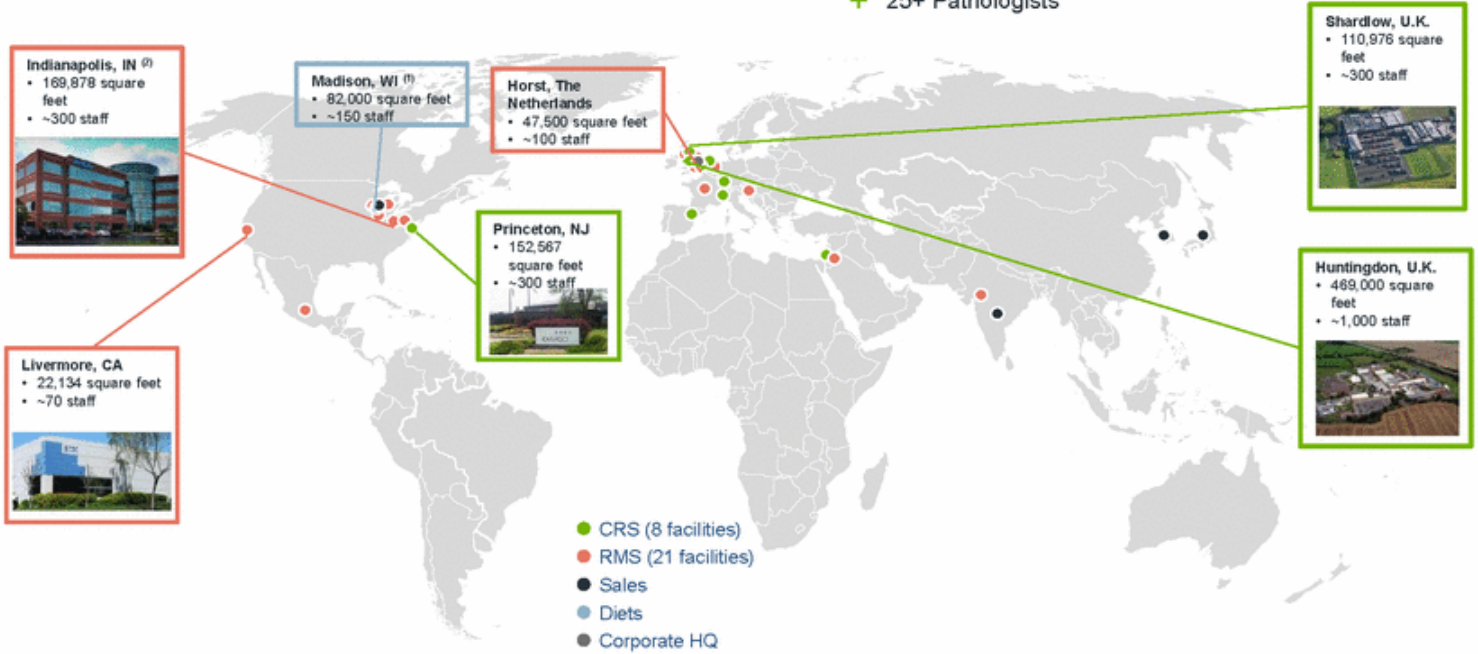 + 25+ Pathologists
Indianapolis, IN (2)
• 169,878 square
feet
• ~300 staff
Madison, WI (1)
• 82,000 square feet
• ~150 staff
Horst, The
Netherlands
• 47,500 square feet
• ~100 staff
Shardlow, U.K.
• 110,976 square
feet
• ~300 staff
Princeton, NJ
• 152,567
square feet
• ~300 staff
Huntingdon, U.K.
• 469,000 square
feet
• ~1,000 staff
Livermore, CA
• 22,134 square feet
• ~70 staff
CRS (8 facilities)
RMS (21 facilities)
Sales
Diets
Corporate HQ